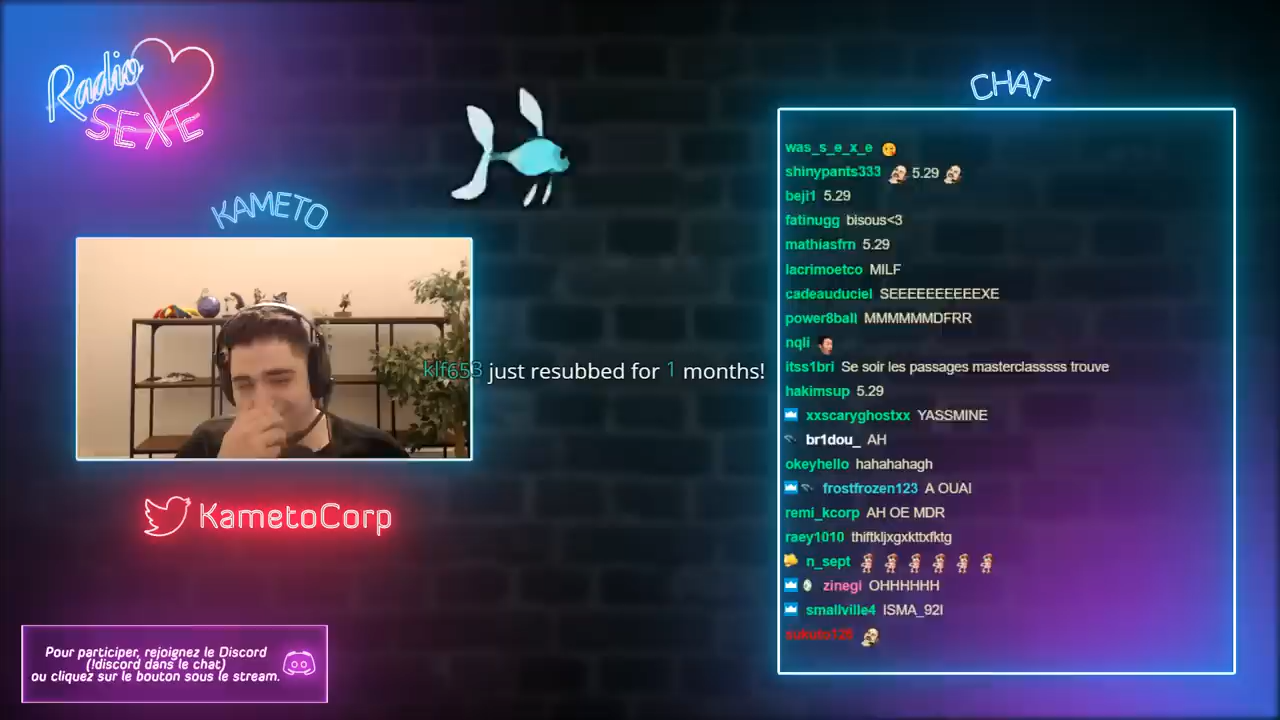 Radio
SEXE
KAMETO
klf653 just resubbed for 1 months!
KametoCorp
Pour participer, rejoignez le Discord
(!discord dans le chat)
ou cliquez sur le bouton sous le stream.
CHAT
was_s_e_x_e
shinypants333 5.29
beji1 5.29
fatinugg bisous<3
mathiasfrn 5.29
lacrimoetco MILF
cadeauduciel SEEEEEEEEEEXE
power8ball MMMMMMDFRR
nqli
itss1bri Se soir les passages masterclasssss trouve
hakimsup 5.29
xxscaryghostxx YASSMINE
br1dou_ AH
okeyhello hahahahagh
frostfrozen123 A OUAI
remi_kcorp AH OE MDR
raey1010 thiftkljxgxkttxfktg
n_sept
zinegi OHHHHHH
smallville4 ISMA_92I
sukuto126